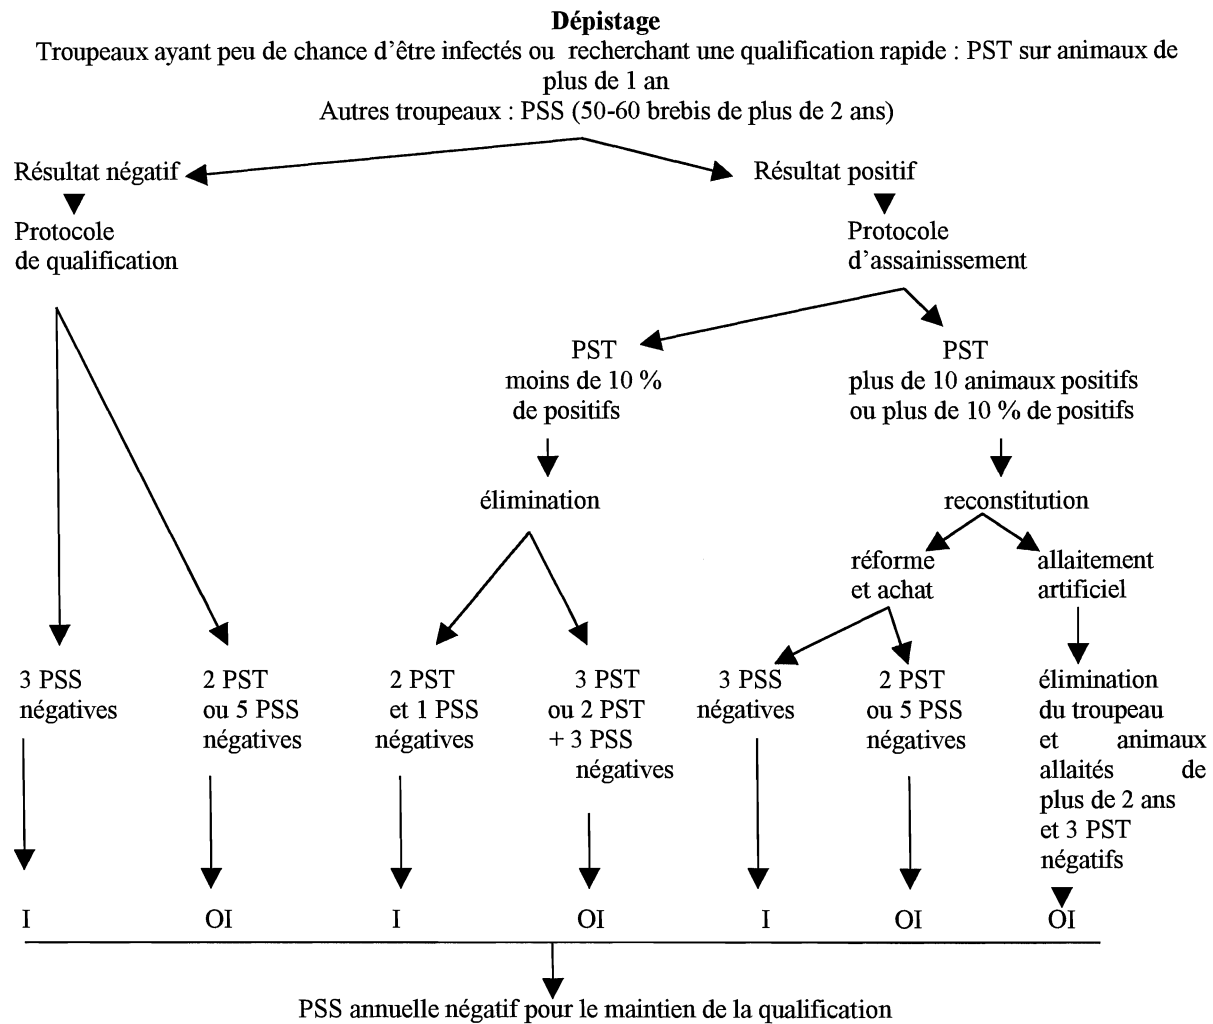 Dépistage
Troupeaux ayant peu de chance d'être infectés ou recherchant une qualification rapide : PST sur animaux de
plus de 1 an
Autres troupeaux : PSS (50-60 brebis de plus de 2 ans)
Résultat négatif
Résultat positif
Protocole
de qualification
Protocole
d'assainissement
PST
moins de 10 %
de positifs
PST
plus de 10 animaux positifs
ou plus de 10 % de positifs
élimination
reconstitution
réforme
et achat
allaitement
artificiel
3 PSS
négatives
2 PST
ou 5 PSS
négatives
2 PST
et 1 PSS
négatives
3 PST
ou 2 PST
+ 3 PSS
négatives
3 PSS
négatives
2 PST
ou 5 PSS
négatives
élimination
du troupeau
et animaux
allaités de
plus de 2 ans
et 3 PST
négatifs
I
OI
I
OI
I
OI
OI
PSS annuelle négatif pour le maintien de la qualification